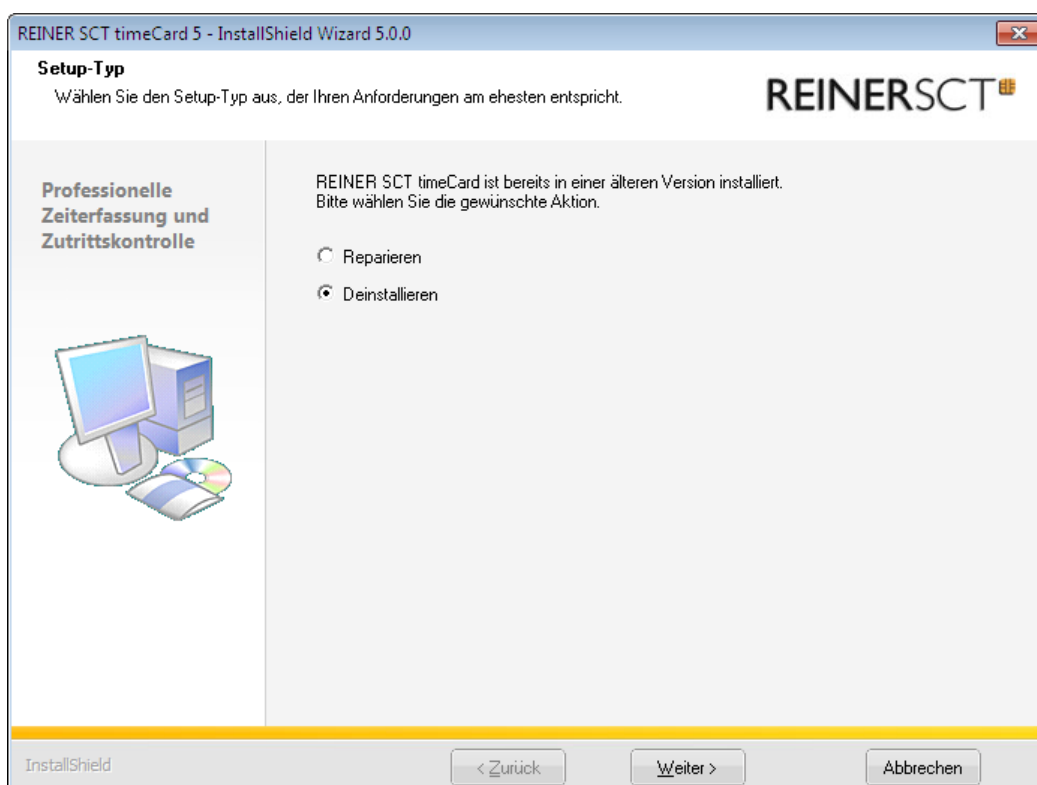 REINER SCT timeCard 5 - InstallShield Wizard 5.0.0
Setup-Typ
Wählen Sie den Setup-Typ aus, der Ihren Anforderungen am ehesten entspricht.
REINERSCT
Professionelle
Zeiterfassung und
Zutrittskontrolle
REINER SCT timeCard ist bereits in einer älteren Version installiert.
Bitte wählen Sie die gewünschte Aktion.
Reparieren
Deinstallieren
InstallShield
< Zurück
Weiter >
Abbrechen